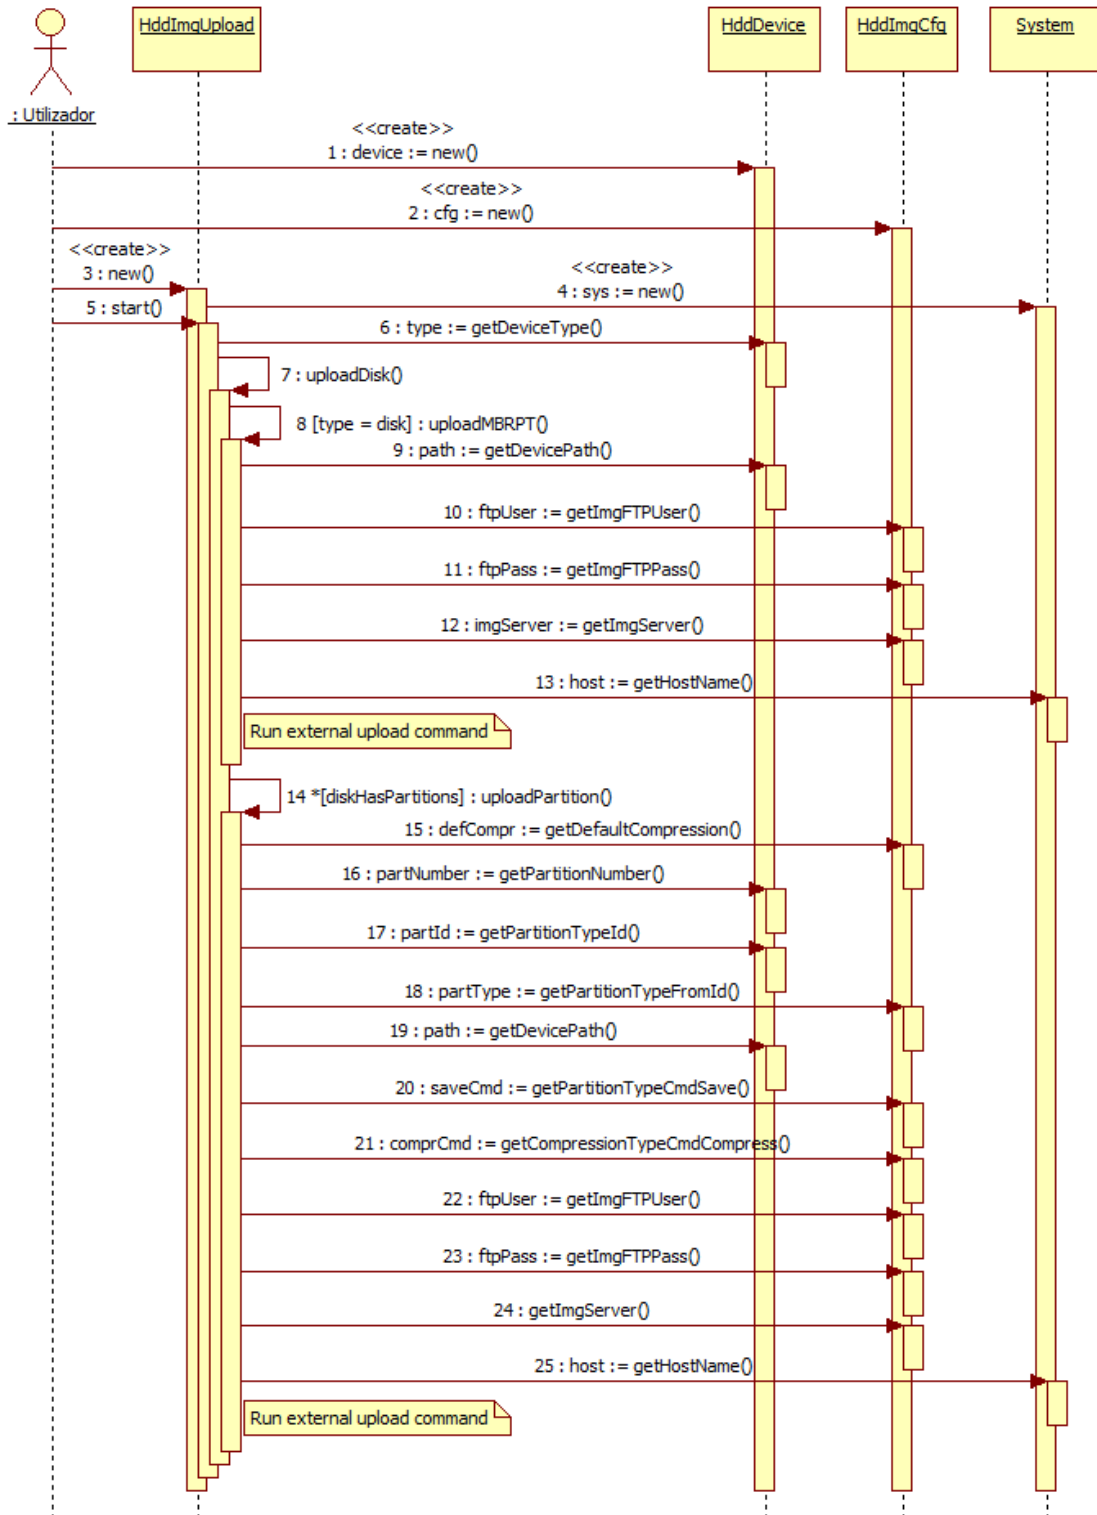 HddImgUpload
HddDevice
HddImgCfg
System
: Utilizador
<<create>>
1 : device := new()
<<create>>
2 : cfg := new()
<<create>>
3 : new()
<<create>>
4 : sys := new()
5 : start()
6 : type := getDeviceType()
7 : uploadDisk()
8 [type = disk] : uploadMBRPT()
9 : path := getDevicePath()
10 : ftpUser := getImgFTPUser()
11 : ftpPass := getImgFTPPass()
12 : imgServer := getImgServer()
13 : host := getHostName()
Run external upload command
14 *[diskHasPartitions] : uploadPartition()
15 : defCompr := getDefaultCompression()
16 : partNumber := getPartitionNumber()
17 : partId := getPartitionTypeId()
18 : partType := getPartitionTypeFromId()
19 : path := getDevicePath()
20 : saveCmd := getPartitionTypeCmdSave()
21 : comprCmd := getCompressionTypeCmdCompress()
22 : ftpUser := getImgFTPUser()
23 : ftpPass := getImgFTPPass()
24 : getImgServer()
25 : host := getHostName()
Run external upload command